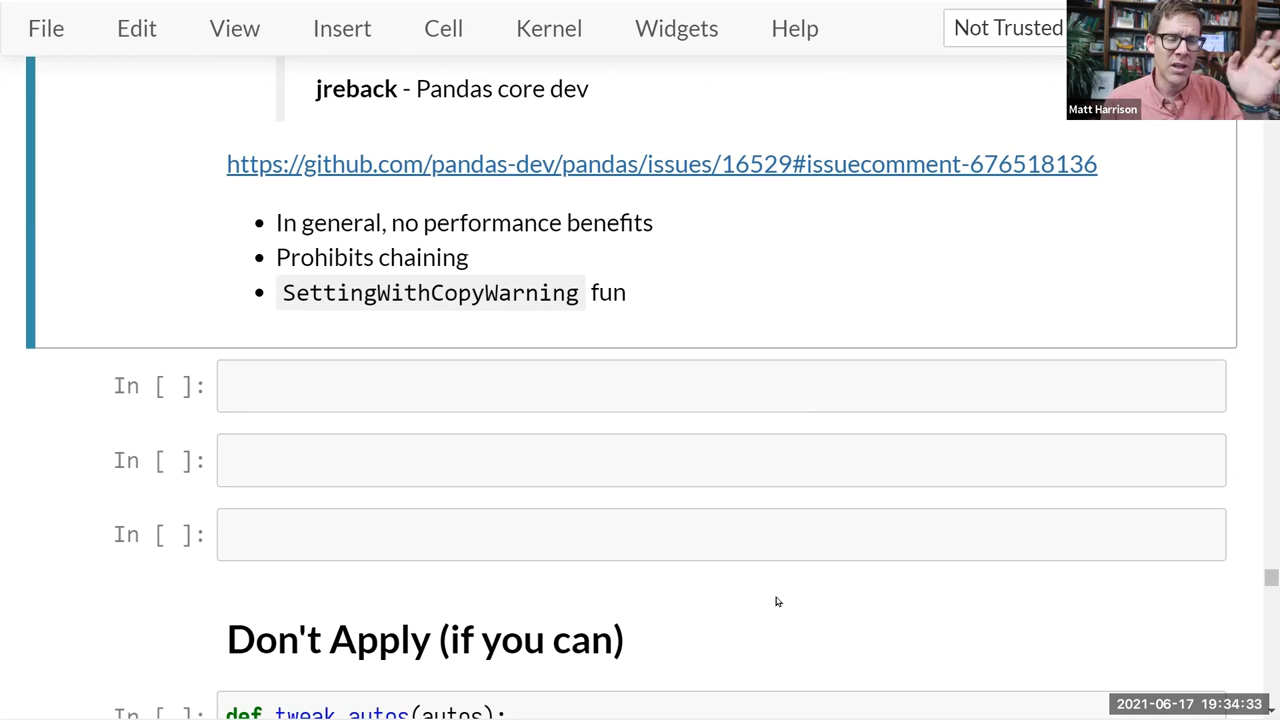 File Edit View Insert Cell Kernel Widgets Help Not Trusted
Matt Harrison
jreback - Pandas core dev
https://github.com/pandas-dev/pandas/issues/16529#issuecomment-676518136
• In general, no performance benefits
• Prohibits chaining
• SettingWithCopyWarning fun
In [ ]:
In [ ]:
In [ ]:
Don't Apply (if you can)
In [ ]: def tweak_autos(autos):
2021-06-17 19:34:33